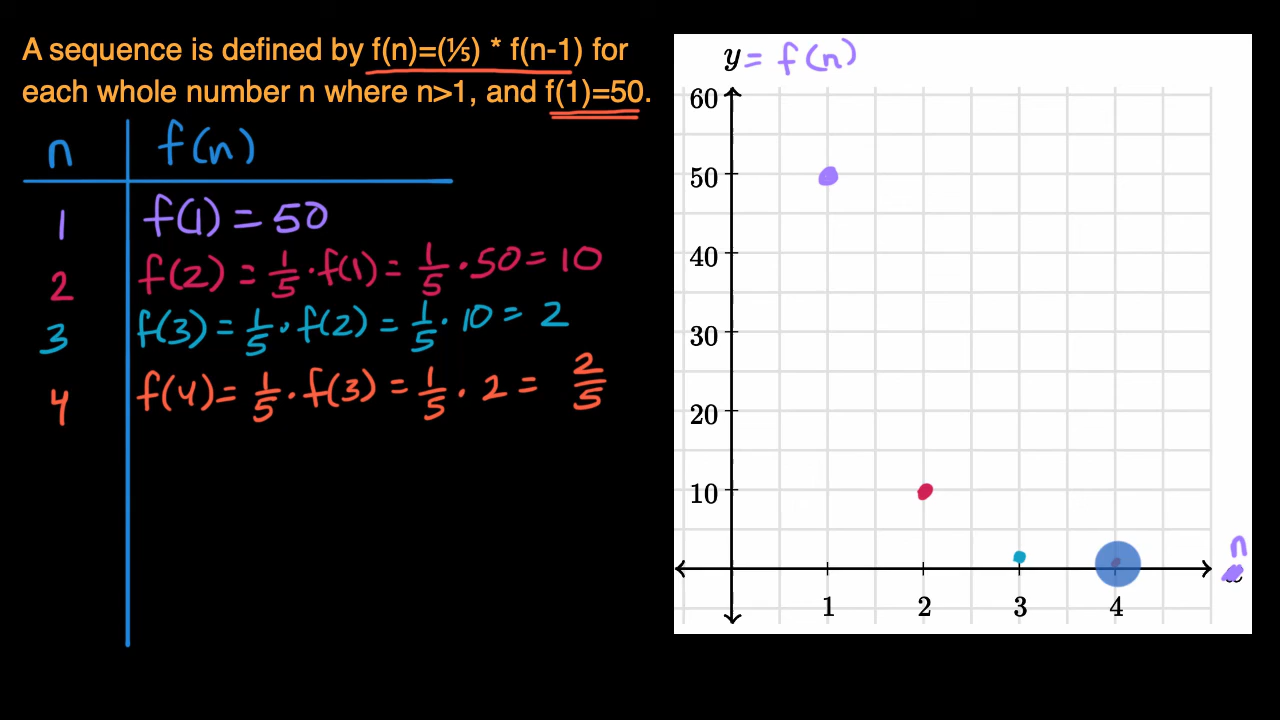 A sequence is defined by f(n)=(⅕) * f(n-1) for
each whole number n where n>1, and f(1)=50.
n f(n)
1 f(1) = 50
2 f(2) = 1/5 · f(1) = 1/5 · 50 = 10
3 f(3) = 1/5 · f(2) = 1/5 · 10 = 2
4 f(4) = 1/5 · f(3) = 1/5 · 2 = 2/5
y = f(n)
60
50
40
30
20
10
1 2 3 4
n